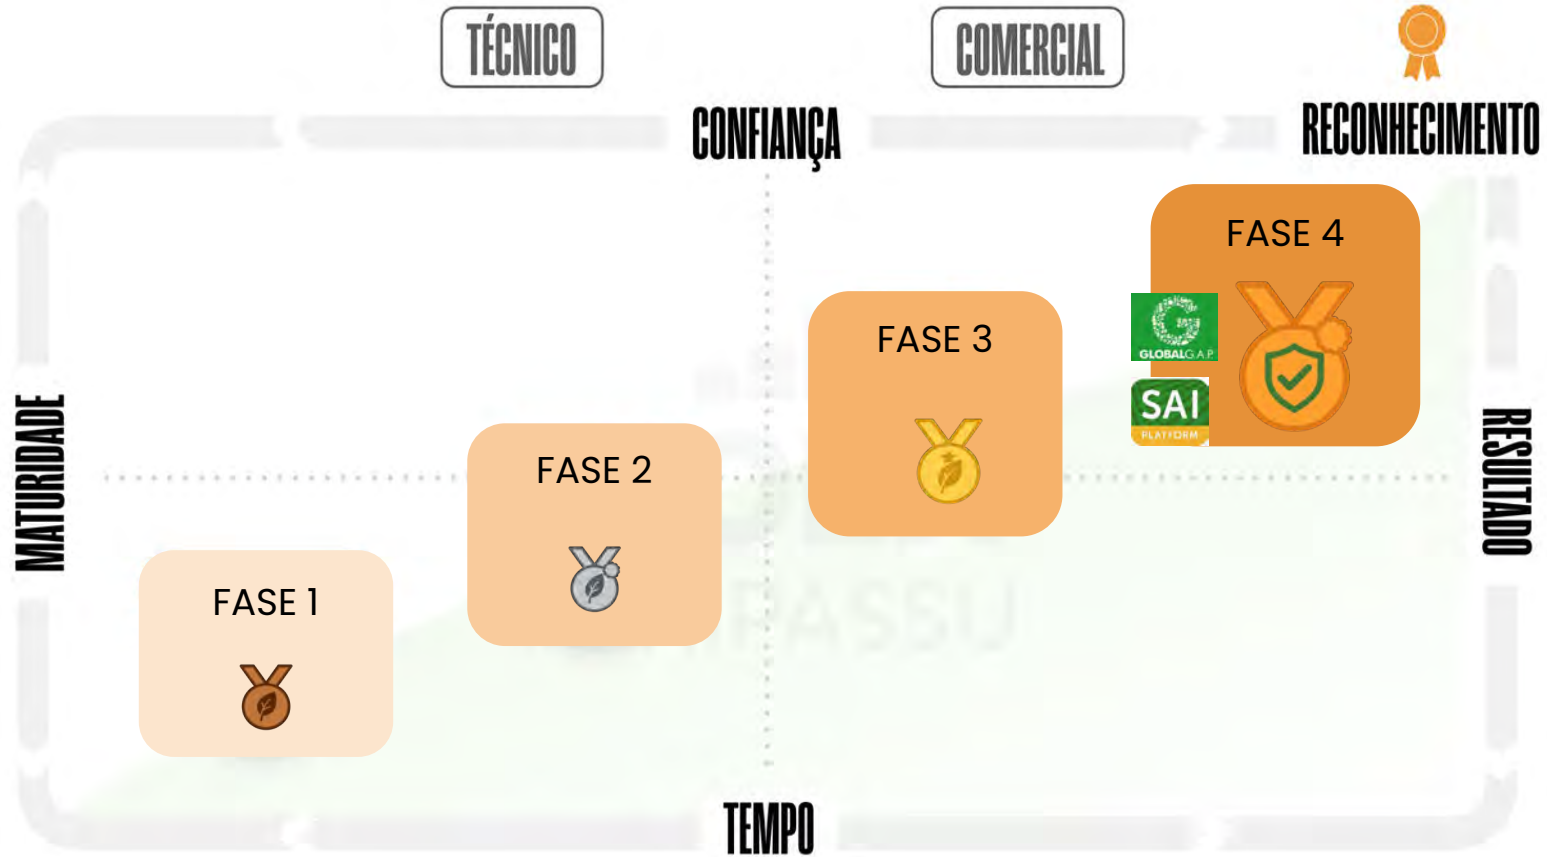 TÉCNICO
COMERCIAL
CONFIANÇA
RECONHECIMENTO
FASE 4
GLOBALG.A.P.
SAI
PLATFORM
FASE 3
MATURIDADE
RESULTADO
FASE 2
FASE 1
TEMPO